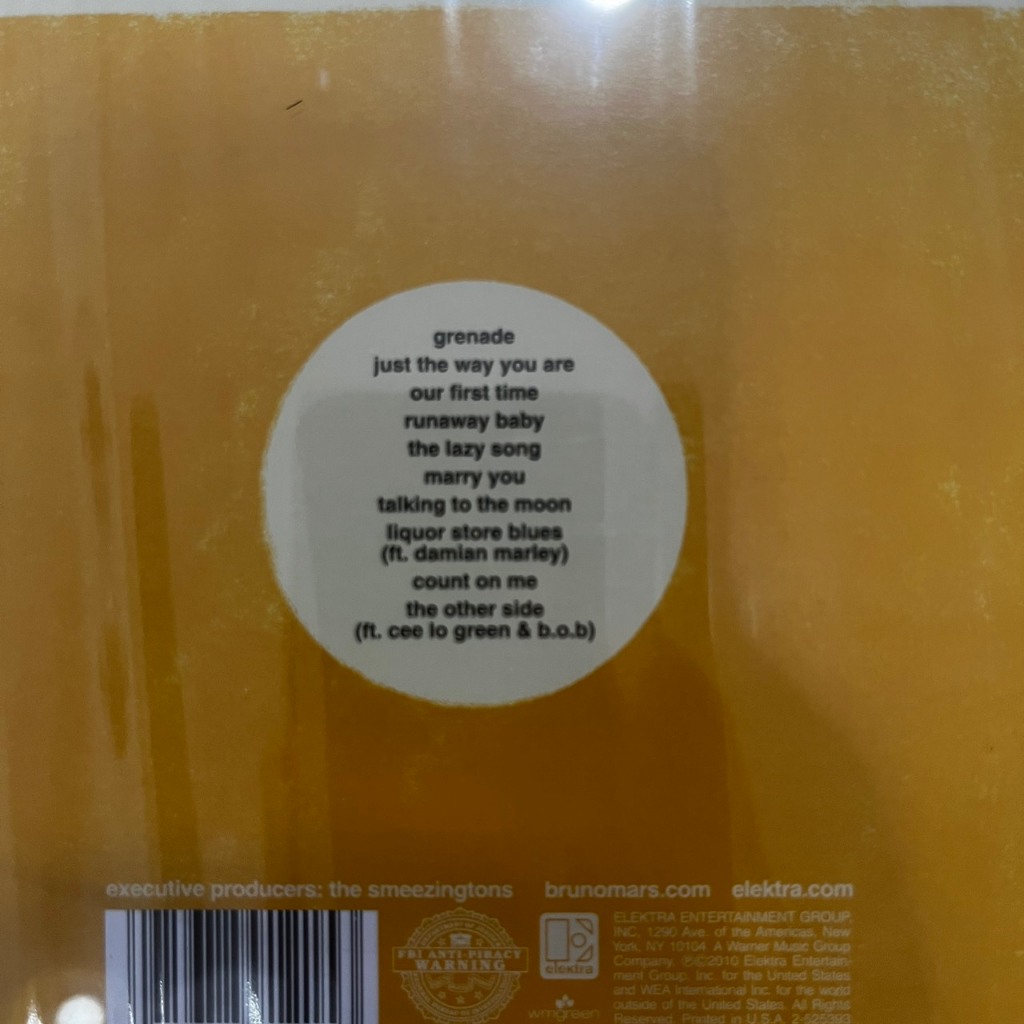 grenade
just the way you are
our first time
runaway baby
the lazy song
marry you
talking to the moon
liquor store blues
(ft. damian marley)
count on me
the other side
(ft. cee lo green & b.o.b)
executive producers: the smeezingtons brunomars.com elektra.com
FBI ANTI-PIRACY
WARNING
elektra
wmgreen
ELEKTRA ENTERTAINMENT GROUP,
INC, 1290 Ave. of the Americas, New
York, NY 10104. A Warner Music Group
Company. ℗©2010 Elektra Entertain-
ment Group, Inc. for the United States
and WEA International Inc. for the world
outside of the United States. All Rights
Reserved. Printed in U.S.A. 2-525393